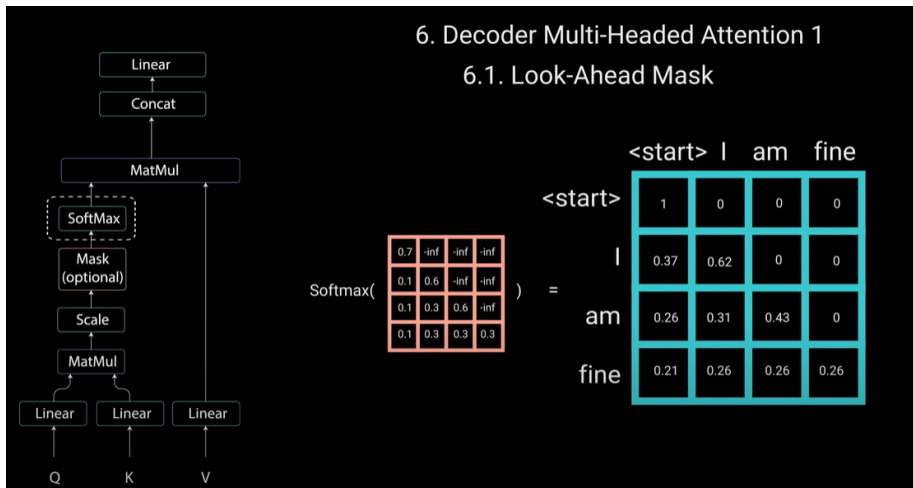 6. Decoder Multi-Headed Attention 1
6.1. Look-Ahead Mask
Linear
Concat
MatMul
SoftMax
Mask
(optional)
Scale
MatMul
Linear Linear Linear
Q K V
Softmax(
0.7 -inf -inf -inf
0.1 0.6 -inf -inf
0.1 0.3 0.6 -inf
0.1 0.3 0.3 0.3
) =
<start> I am fine
<start> 1 0 0 0
I 0.37 0.62 0 0
am 0.26 0.31 0.43 0
fine 0.21 0.26 0.26 0.26